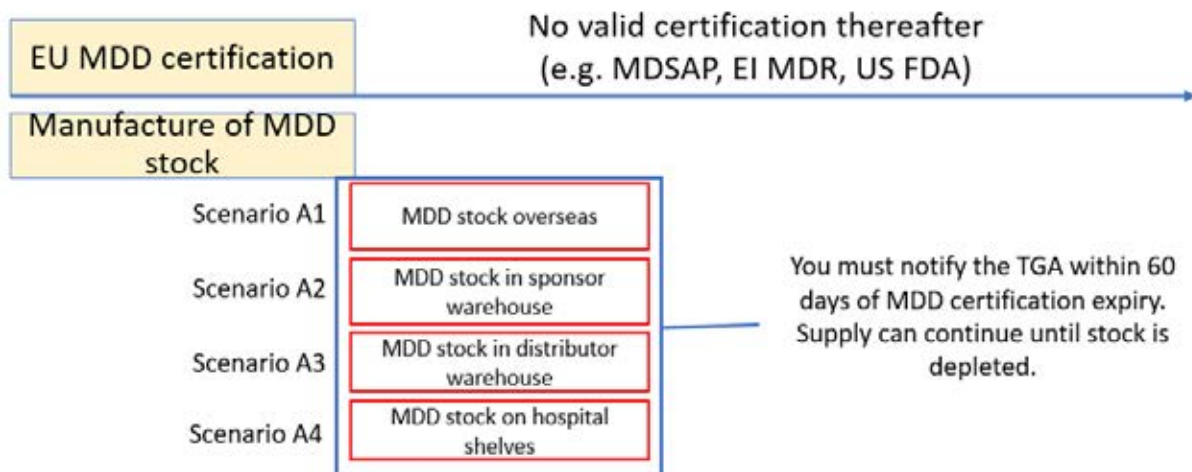 EU MDD certification
No valid certification thereafter
(e.g. MDSAP, EI MDR, US FDA)
Manufacture of MDD
stock
Scenario A1
MDD stock overseas
Scenario A2
MDD stock in sponsor
warehouse
Scenario A3
MDD stock in distributor
warehouse
Scenario A4
MDD stock on hospital
shelves
You must notify the TGA within 60
days of MDD certification expiry.
Supply can continue until stock is
depleted.